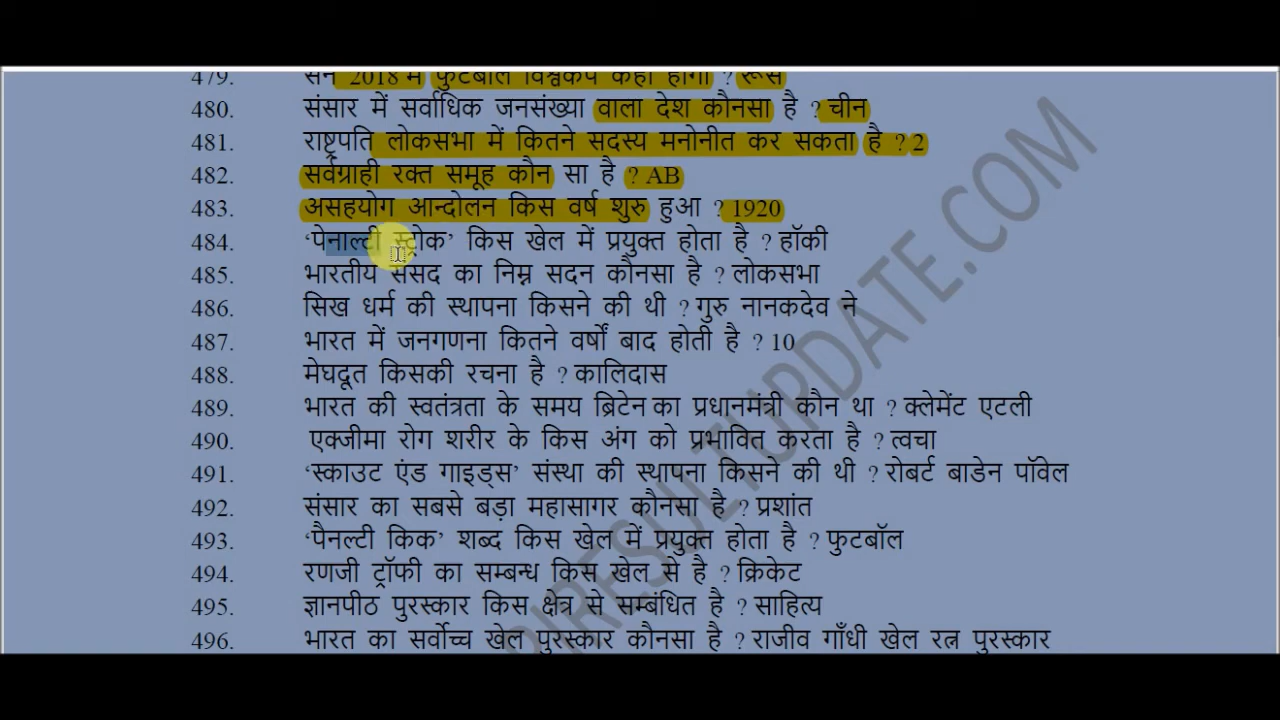 479. सन 2018 में फुटबॉल विश्वकप कहाँ होगा ? रूस
480. संसार में सर्वाधिक जनसंख्या वाला देश कौनसा है ? चीन
481. राष्ट्रपति लोकसभा में कितने सदस्य मनोनीत कर सकता है ? 2
482. सर्वग्राही रक्त समूह कौन सा है ? AB
483. असहयोग आन्दोलन किस वर्ष शुरु हुआ ? 1920
484. 'पेनाल्टी स्ट्रोक' किस खेल में प्रयुक्त होता है ? हॉकी
485. भारतीय संसद का निम्न सदन कौनसा है ? लोकसभा
486. सिख धर्म की स्थापना किसने की थी ? गुरु नानकदेव ने
487. भारत में जनगणना कितने वर्षों बाद होती है ? 10
488. मेघदूत किसकी रचना है ? कालिदास
489. भारत की स्वतंत्रता के समय ब्रिटेन का प्रधानमंत्री कौन था ? क्लेमेंट एटली
490. एक्जीमा रोग शरीर के किस अंग को प्रभावित करता है ? त्वचा
491. 'स्काउट एंड गाइड्स' संस्था की स्थापना किसने की थी ? रोबर्ट बाडेन पॉवेल
492. संसार का सबसे बड़ा महासागर कौनसा है ? प्रशांत
493. 'पैनल्टी किक' शब्द किस खेल में प्रयुक्त होता है ? फुटबॉल
494. रणजी ट्रॉफी का सम्बन्ध किस खेल से है ? क्रिकेट
495. ज्ञानपीठ पुरस्कार किस क्षेत्र से सम्बंधित है ? साहित्य
496. भारत का सर्वोच्च खेल पुरस्कार कौनसा है ? राजीव गाँधी खेल रत्न पुरस्कार
PIRESULTUPDATE.COM